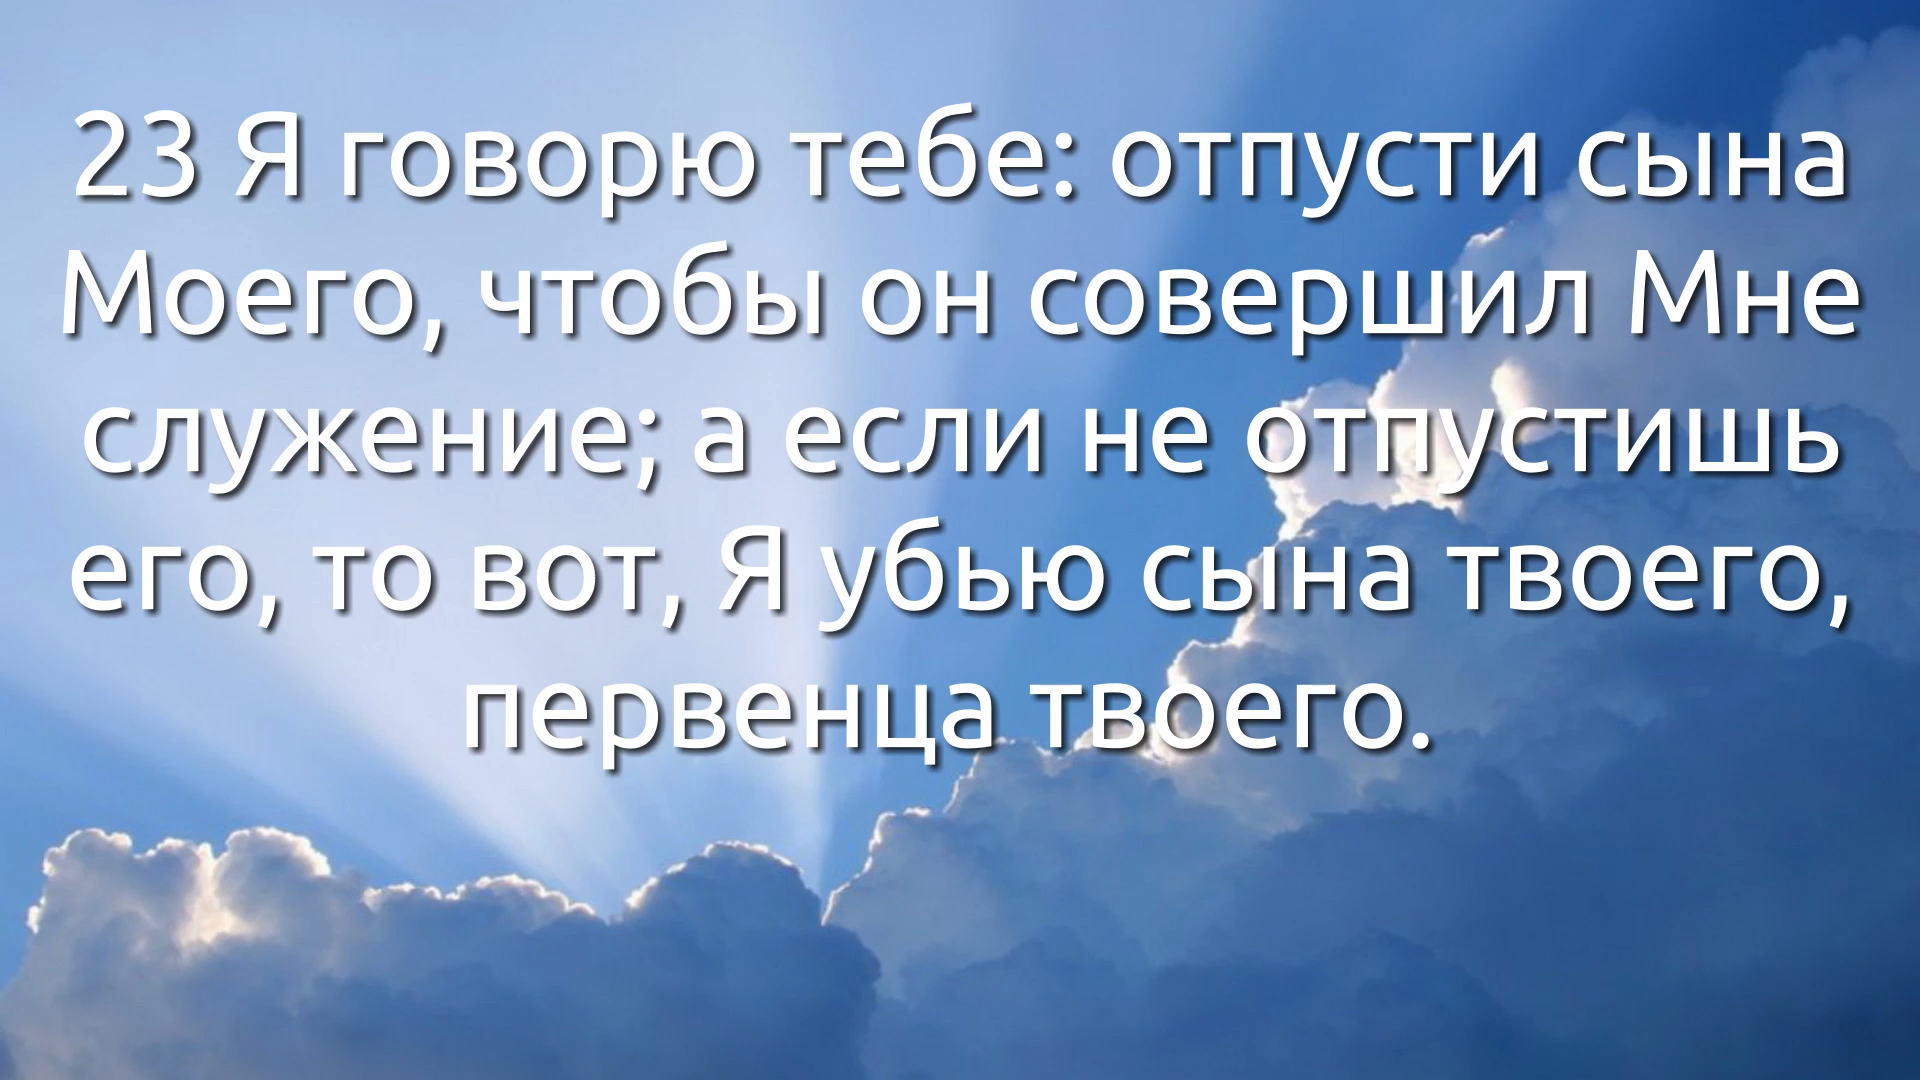 23 Я говорю тебе: отпусти сына
Моего, чтобы он совершил Мне
служение; а если не отпустишь
его, то вот, Я убью сына твоего,
первенца твоего.